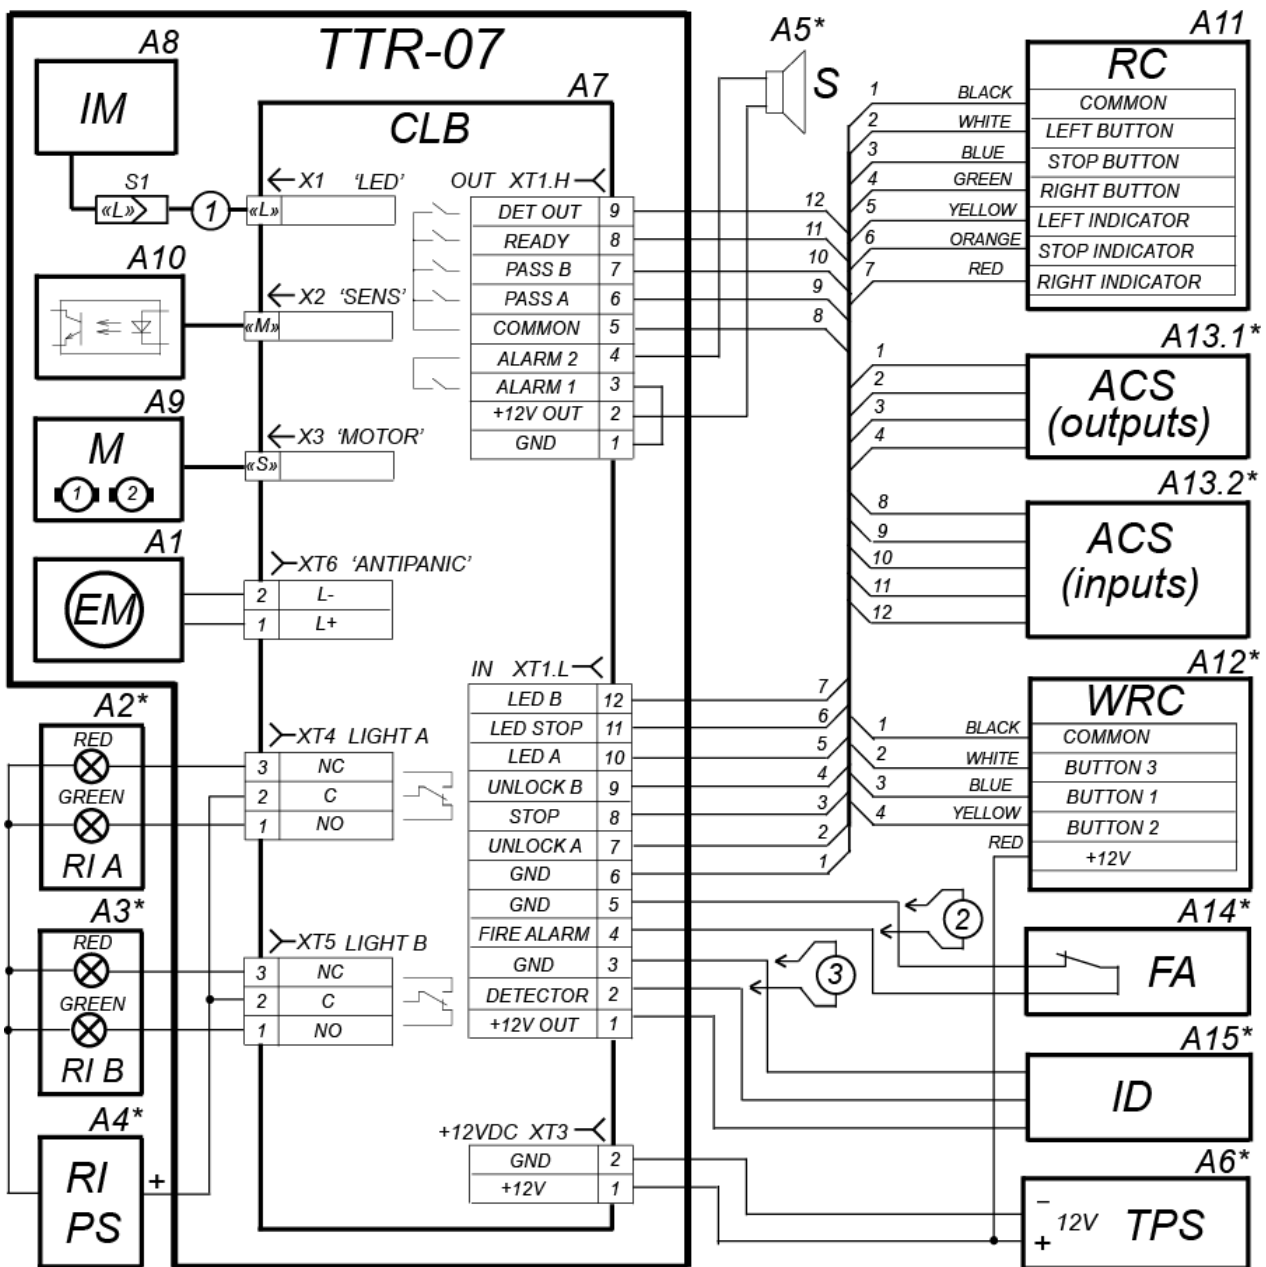 TTR-07
A8
IM
S1
«L»
1
A7
CLB
X1 'LED'
«L»
A10
X2 'SENS'
«M»
A9
M
1 2
X3 'MOTOR'
«S»
A1
EM
XT6 'ANTIPANIC'
2 L-
1 L+
A2*
RED
GREEN
RI A
XT4 LIGHT A
3 NC
2 C
1 NO
A3*
RED
GREEN
RI B
XT5 LIGHT B
3 NC
2 C
1 NO
A4*
RI
PS
+
OUT XT1.H
DET OUT 9
READY 8
PASS B 7
PASS A 6
COMMON 5
ALARM 2 4
ALARM 1 3
+12V OUT 2
GND 1
IN XT1.L
LED B 12
LED STOP 11
LED A 10
UNLOCK B 9
STOP 8
UNLOCK A 7
GND 6
GND 5
FIRE ALARM 4
GND 3
DETECTOR 2
+12V OUT 1
+12VDC XT3
GND 2
+12V 1
A5*
S
12
11
10
9
8
7
6
5
4
3
2
1
2
3
A11
RC
1 BLACK COMMON
2 WHITE LEFT BUTTON
3 BLUE STOP BUTTON
4 GREEN RIGHT BUTTON
5 YELLOW LEFT INDICATOR
6 ORANGE STOP INDICATOR
7 RED RIGHT INDICATOR
A13.1*
ACS
(outputs)
1
2
3
4
A13.2*
ACS
(inputs)
8
9
10
11
12
A12*
WRC
1 BLACK COMMON
2 WHITE BUTTON 3
3 BLUE BUTTON 1
4 YELLOW BUTTON 2
RED +12V
A14*
FA
A15*
ID
A6*
– 12V TPS
+